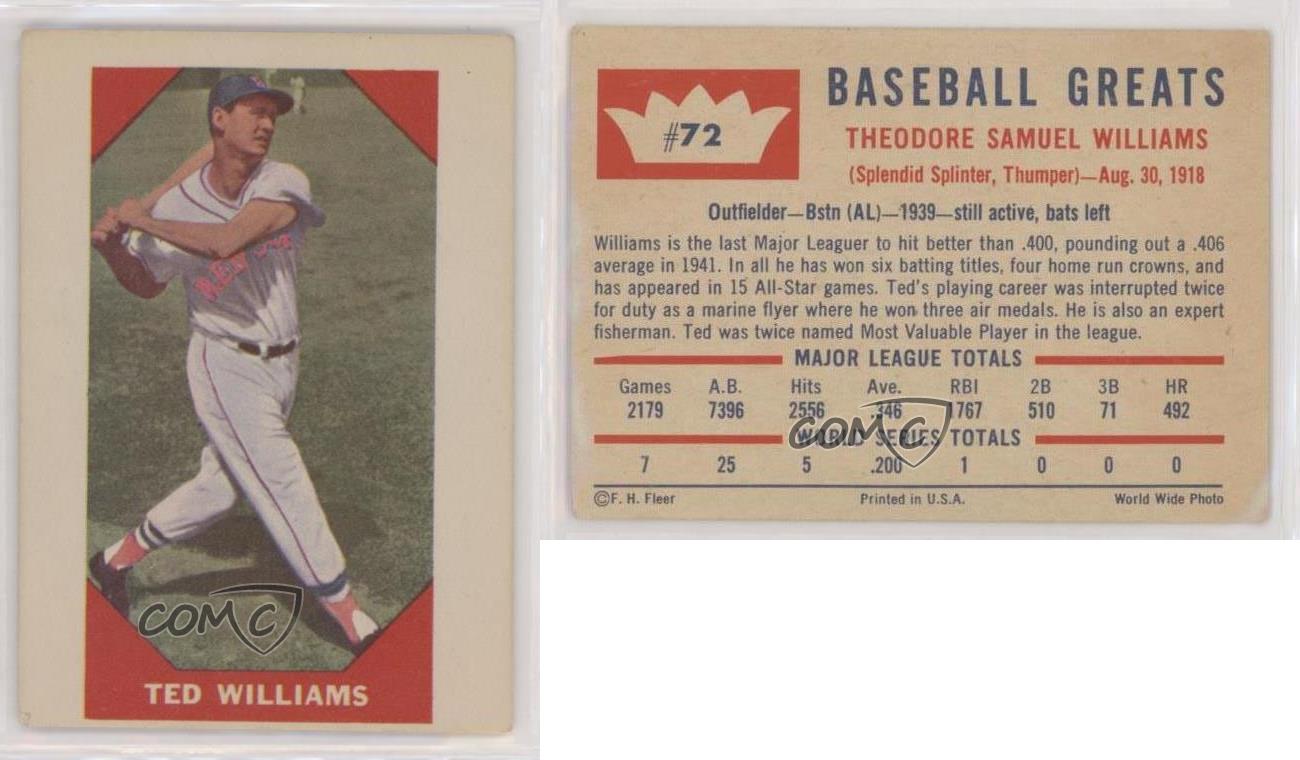 RED SOX
TED WILLIAMS
COMC
#72
BASEBALL GREATS
THEODORE SAMUEL WILLIAMS
(Splendid Splinter, Thumper)—Aug. 30, 1918
Outfielder—Bstn (AL)—1939—still active, bats left
Williams is the last Major Leaguer to hit better than .400, pounding out a .406
average in 1941. In all he has won six batting titles, four home run crowns, and
has appeared in 15 All-Star games. Ted's playing career was interrupted twice
for duty as a marine flyer where he won three air medals. He is also an expert
fisherman. Ted was twice named Most Valuable Player in the league.
MAJOR LEAGUE TOTALS
Games A.B. Hits Ave. RBI 2B 3B HR
2179 7396 2556 .346 1767 510 71 492
COMC
WORLD SERIES TOTALS
7 25 5 .200 1 0 0 0
©F. H. Fleer Printed in U.S.A. World Wide Photo